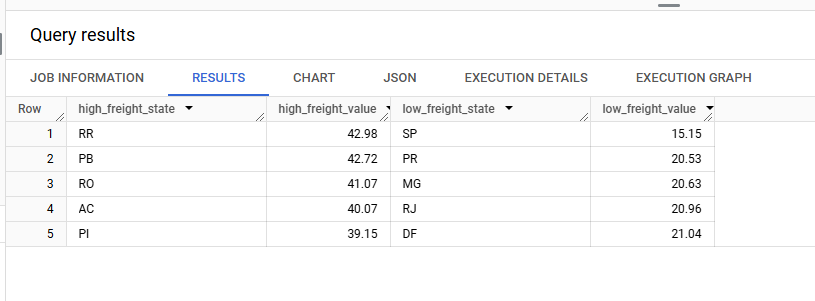 Query results
JOB INFORMATION RESULTS CHART JSON EXECUTION DETAILS EXECUTION GRAPH
Row high_freight_state high_freight_value low_freight_state low_freight_value
1 RR 42.98 SP 15.15
2 PB 42.72 PR 20.53
3 RO 41.07 MG 20.63
4 AC 40.07 RJ 20.96
5 PI 39.15 DF 21.04